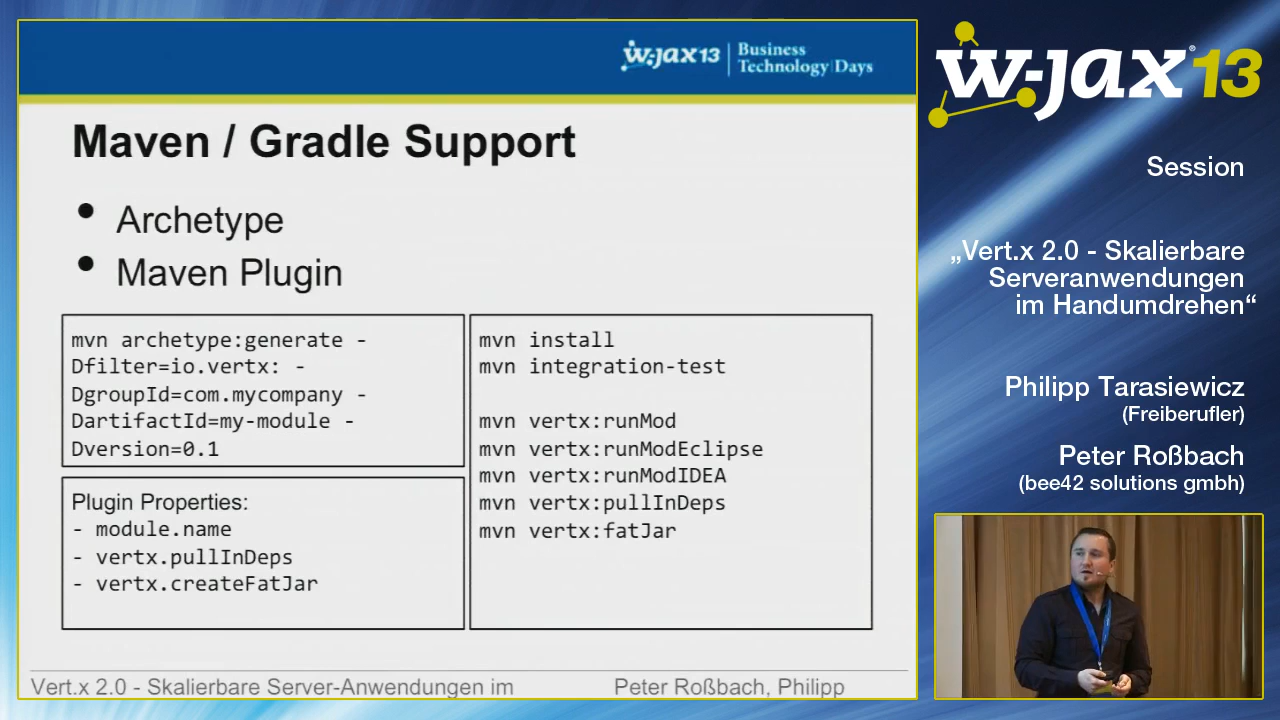 w-jax13 | Business
Technology Days
Maven / Gradle Support
• Archetype
• Maven Plugin
mvn archetype:generate -
Dfilter=io.vertx: -
DgroupId=com.mycompany -
DartifactId=my-module -
Dversion=0.1
Plugin Properties:
- module.name
- vertx.pullInDeps
- vertx.createFatJar
mvn install
mvn integration-test
mvn vertx:runMod
mvn vertx:runModEclipse
mvn vertx:runModIDEA
mvn vertx:pullInDeps
mvn vertx:fatJar
Vert.x 2.0 - Skalierbare Server-Anwendungen im
Peter Roßbach, Philipp
w-jax® 13
Session
„Vert.x 2.0 - Skalierbare
Serveranwendungen
im Handumdrehen“
Philipp Tarasiewicz
(Freiberufler)
Peter Roßbach
(bee42 solutions gmbh)